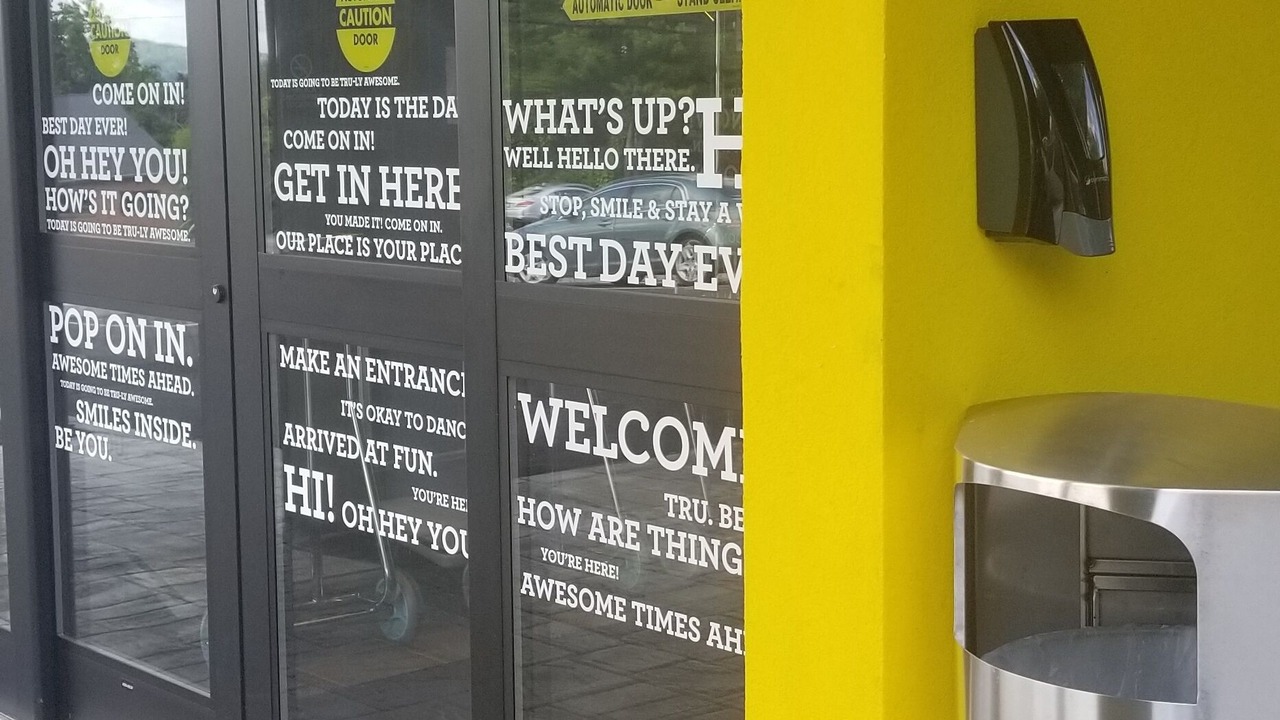 CAUTION
DOOR
COME ON IN!
BEST DAY EVER!
OH HEY YOU!
HOW'S IT GOING?
TODAY IS GOING TO BE TRU-LY AWESOME.
POP ON IN.
AWESOME TIMES AHEAD.
TODAY IS GOING TO BE TRU-LY AWESOME.
SMILES INSIDE.
BE YOU.
CAUTION
DOOR
TODAY IS GOING TO BE TRU-LY AWESOME.
TODAY IS THE DA
COME ON IN!
GET IN HERE
YOU MADE IT! COME ON IN.
OUR PLACE IS YOUR PLAC
MAKE AN ENTRANC
IT'S OKAY TO DANC
ARRIVED AT FUN.
YOU'RE HE
HI! OH HEY YOU
AUTOMATIC DOOR STAND CLEA
WHAT'S UP? H
WELL HELLO THERE.
STOP, SMILE & STAY A
BEST DAY EV
WELCOM
TRU. BE
HOW ARE THING
YOU'RE HERE!
AWESOME TIMES AH